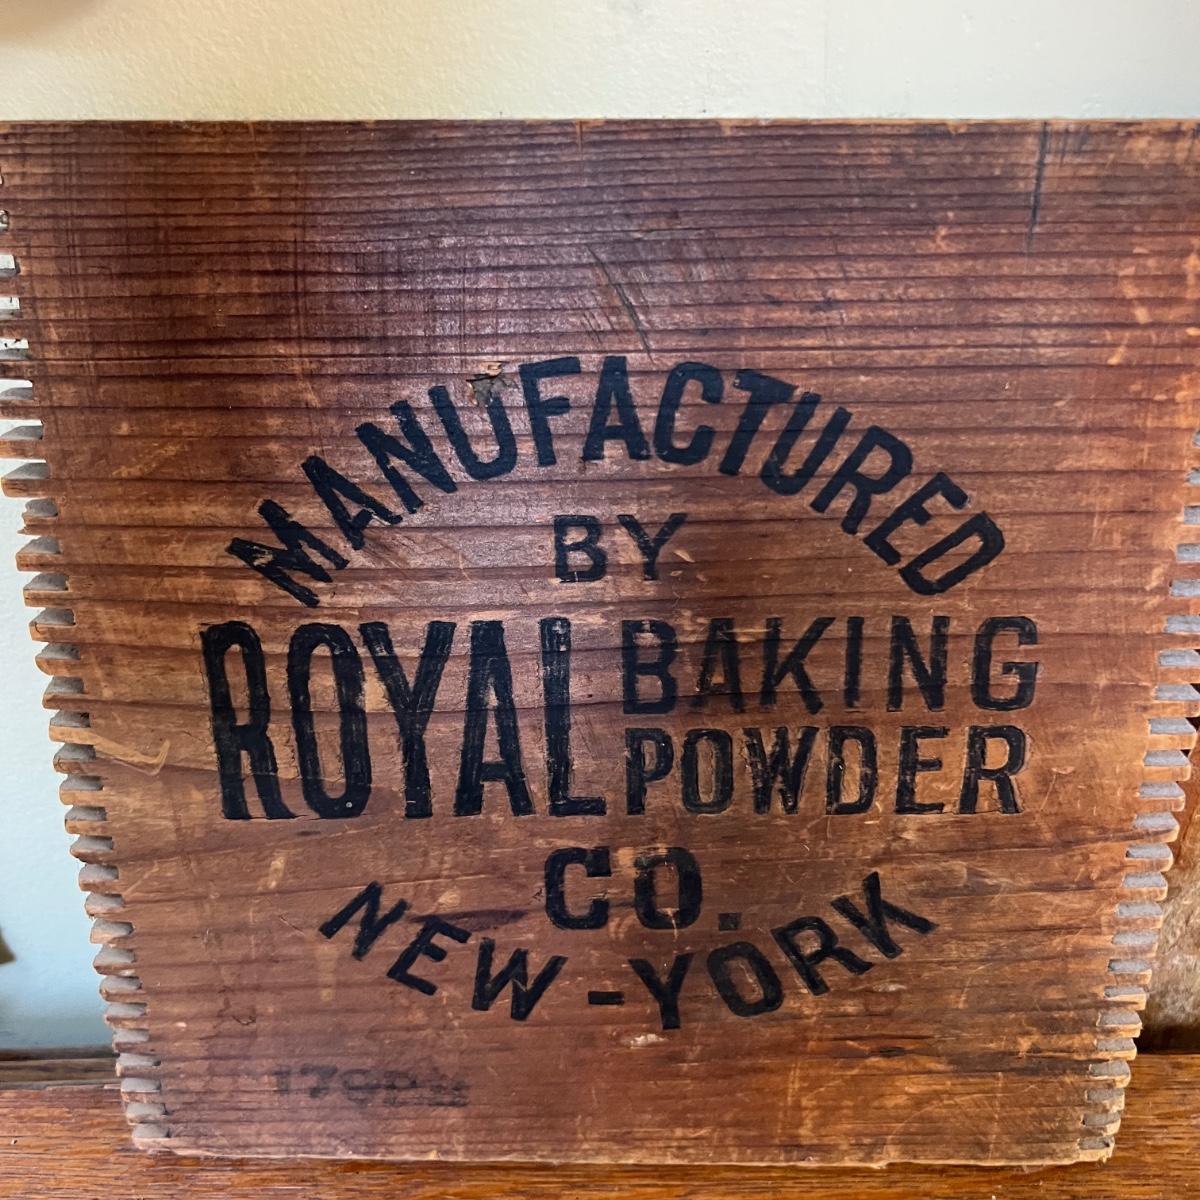 MANUFACTURED
BY
ROYAL BAKING
POWDER
CO.
NEW-YORK